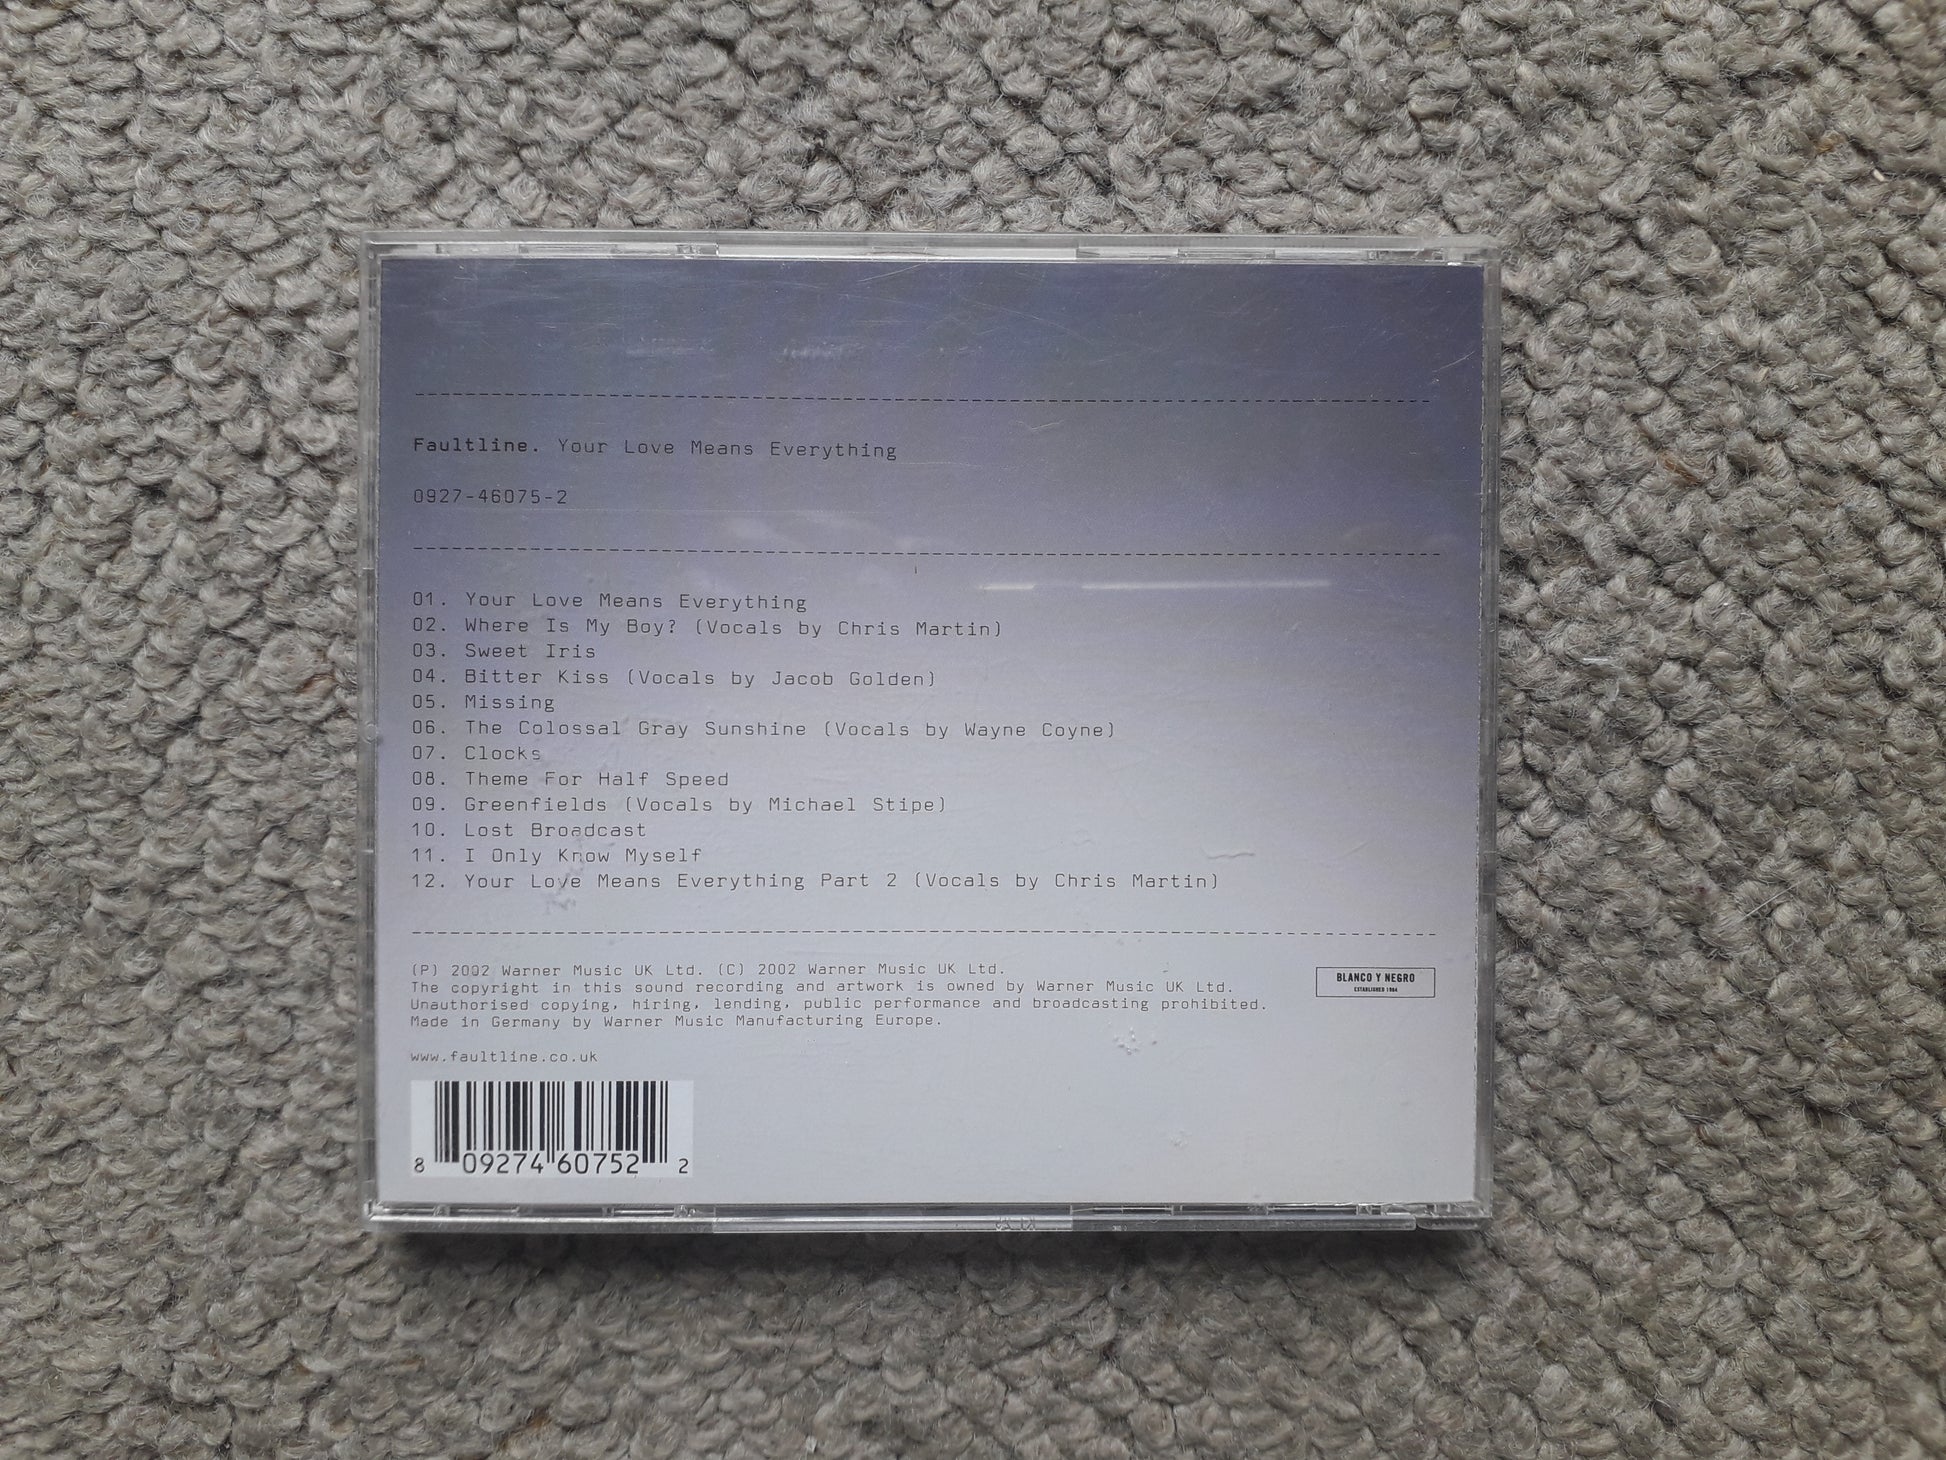 Faultline. Your Love Means Everything
0927-46075-2
01. Your Love Means Everything
02. Where Is My Boy? (Vocals by Chris Martin)
03. Sweet Iris
04. Bitter Kiss (Vocals by Jacob Golden)
05. Missing
06. The Colossal Gray Sunshine (Vocals by Wayne Coyne)
07. Clocks
08. Theme For Half Speed
09. Greenfields (Vocals by Michael Stipe)
10. Lost Broadcast
11. I Only Know Myself
12. Your Love Means Everything Part 2 (Vocals by Chris Martin)
(P) 2002 Warner Music UK Ltd. (C) 2002 Warner Music UK Ltd.
The copyright in this sound recording and artwork is owned by Warner Music UK Ltd.
Unauthorised copying, hiring, lending, public performance and broadcasting prohibited.
Made in Germany by Warner Music Manufacturing Europe.
BLANCO Y NEGRO
ESTABLISHED 1984
www.faultline.co.uk
8 09274 60752 2